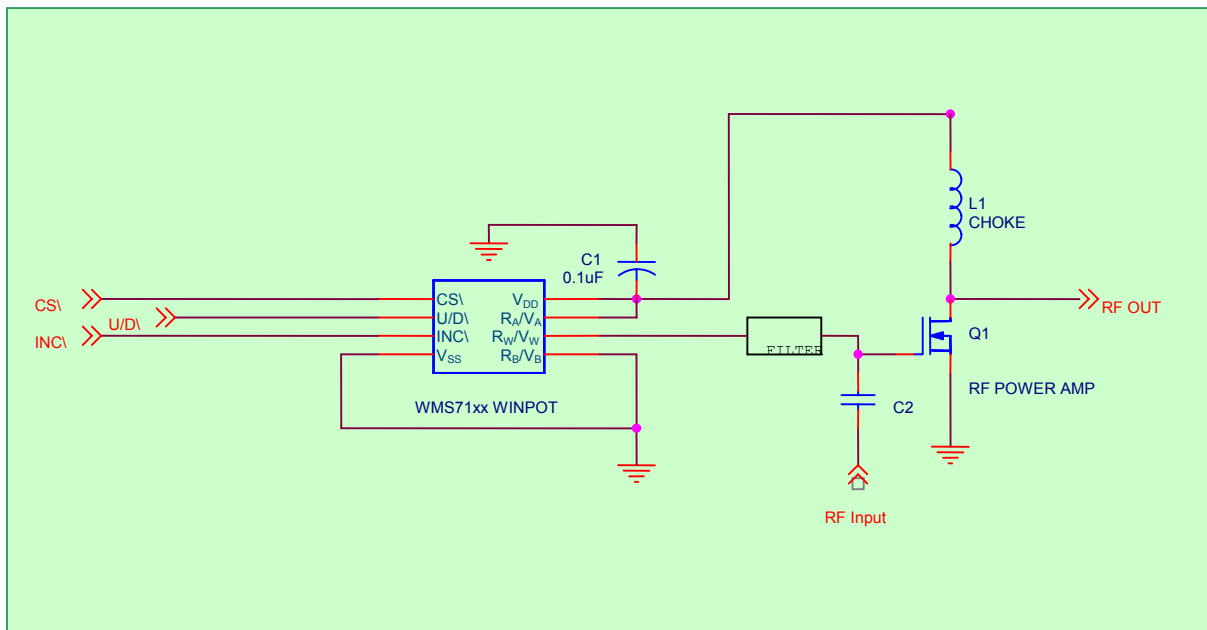 L1
CHOKE
C1
0.1uF
CS\
U/D\
INC\
CS\
U/D\
INC\
VSS
VDD
RA/VA
RW/VW
RB/VB
WMS71xx WINPOT
FILTER
C2
RF Input
Q1
RF POWER AMP
RF OUT